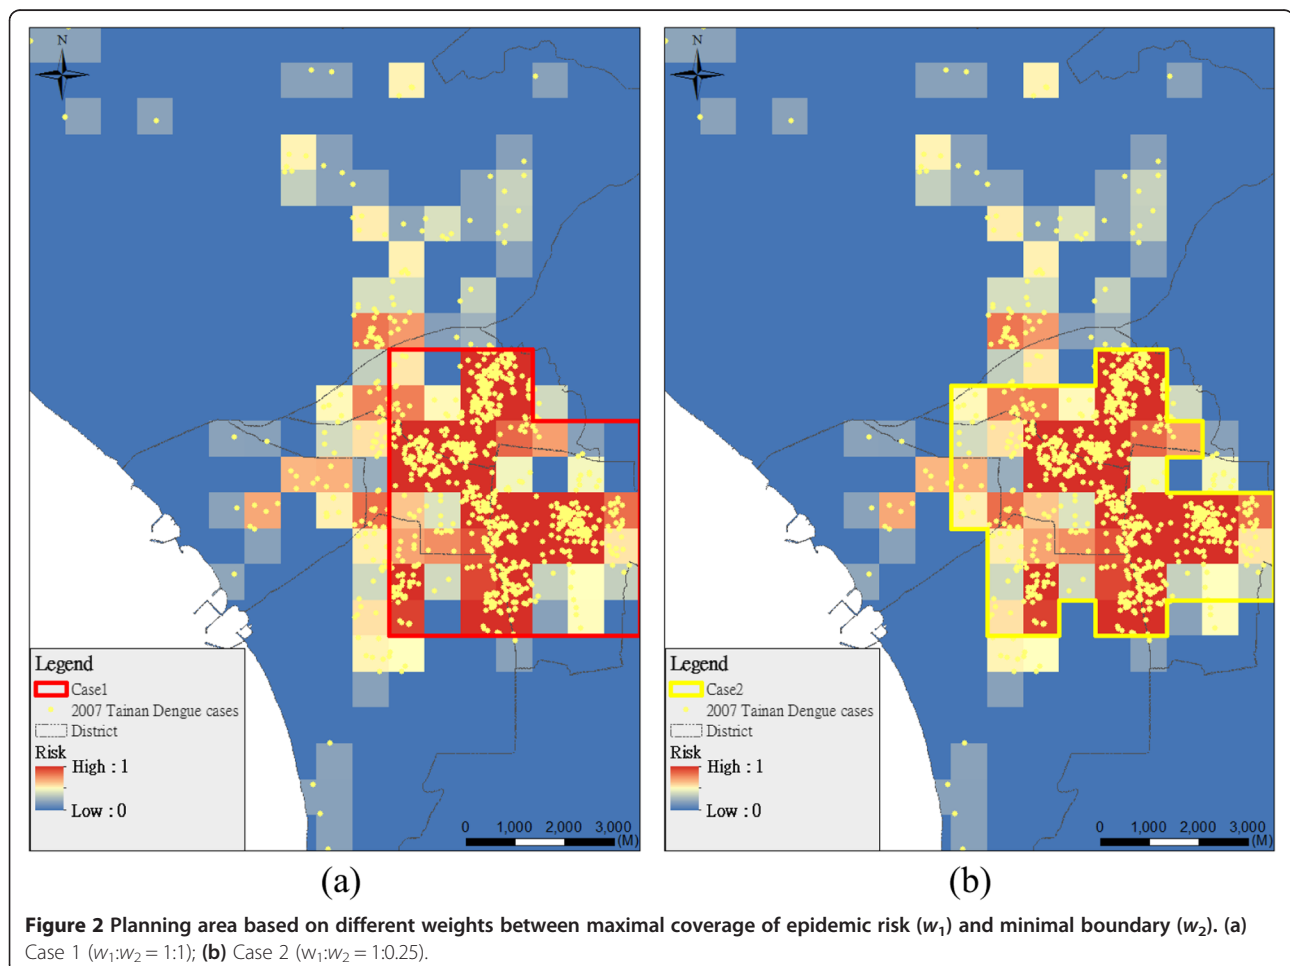 N
Legend
Case1
2007 Tainan Dengue cases
District
Risk
High : 1
Low : 0
0 1,000 2,000 3,000
(M)
(a)
N
Legend
Case2
2007 Tainan Dengue cases
District
Risk
High : 1
Low : 0
0 1,000 2,000 3,000
(M)
(b)
Figure 2 Planning area based on different weights between maximal coverage of epidemic risk (w₁) and minimal boundary (w₂). (a)
Case 1 (w₁:w₂ = 1:1); (b) Case 2 (w₁:w₂ = 1:0.25).